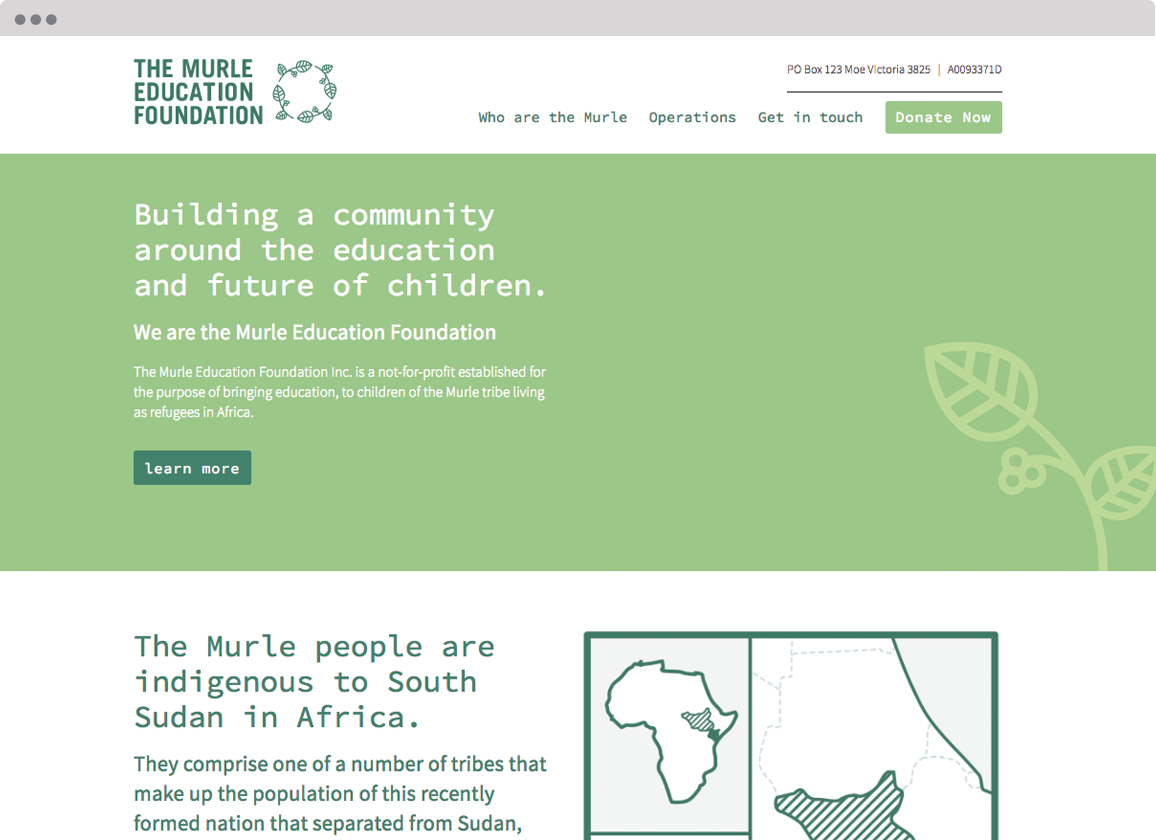 THE MURLE
EDUCATION
FOUNDATION
PO Box 123 Moe Victoria 3825 | A0093371D
Who are the Murle Operations Get in touch Donate Now
Building a community
around the education
and future of children.
We are the Murle Education Foundation
The Murle Education Foundation Inc. is a not-for-profit established for
the purpose of bringing education, to children of the Murle tribe living
as refugees in Africa.
learn more
The Murle people are
indigenous to South
Sudan in Africa.
They comprise one of a number of tribes that
make up the population of this recently
formed nation that separated from Sudan,